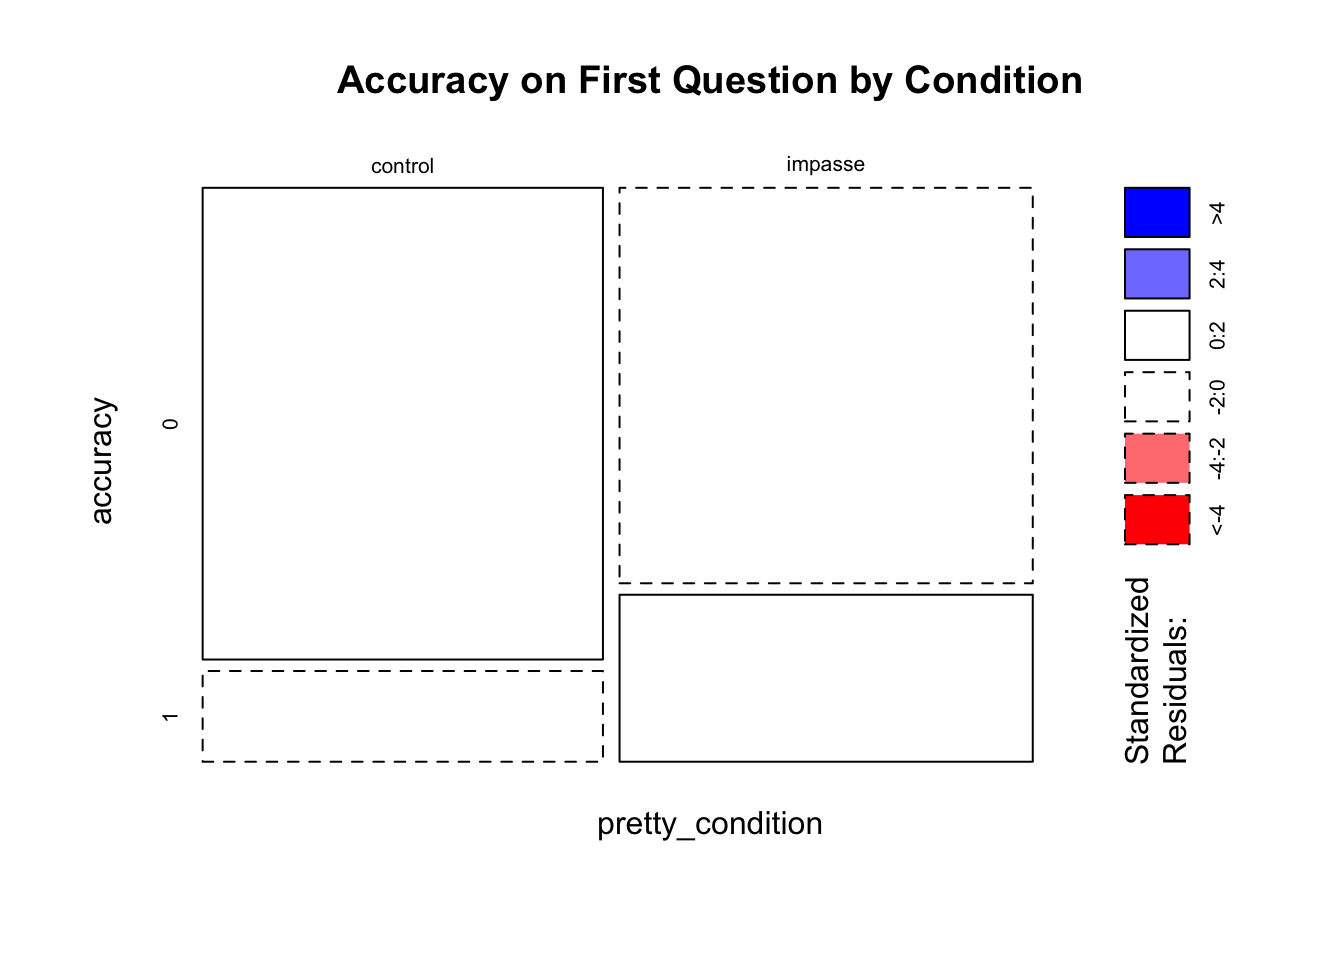 Accuracy on First Question by Condition
control
impasse
accuracy
0
1
pretty_condition
>4
2:4
0:2
-2:0
-4:-2
<-4
Standardized
Residuals: